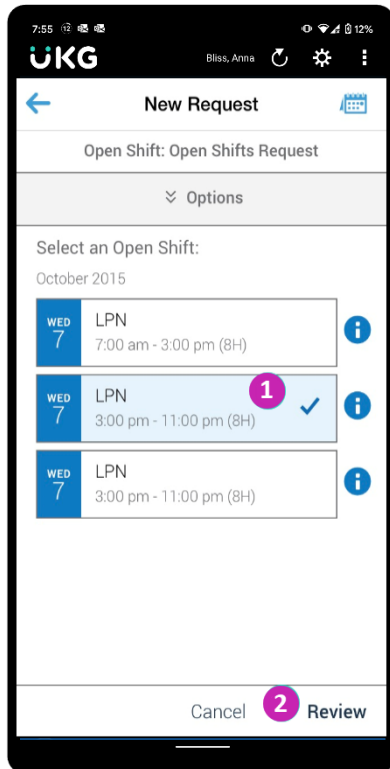 7:55 12 12%
UKG Bliss, Anna
New Request
Open Shift: Open Shifts Request
Options
Select an Open Shift:
October 2015
WED
7
LPN
7:00 am - 3:00 pm (8H)
WED
7
LPN
3:00 pm - 11:00 pm (8H)
1
WED
7
LPN
3:00 pm - 11:00 pm (8H)
Cancel 2 Review